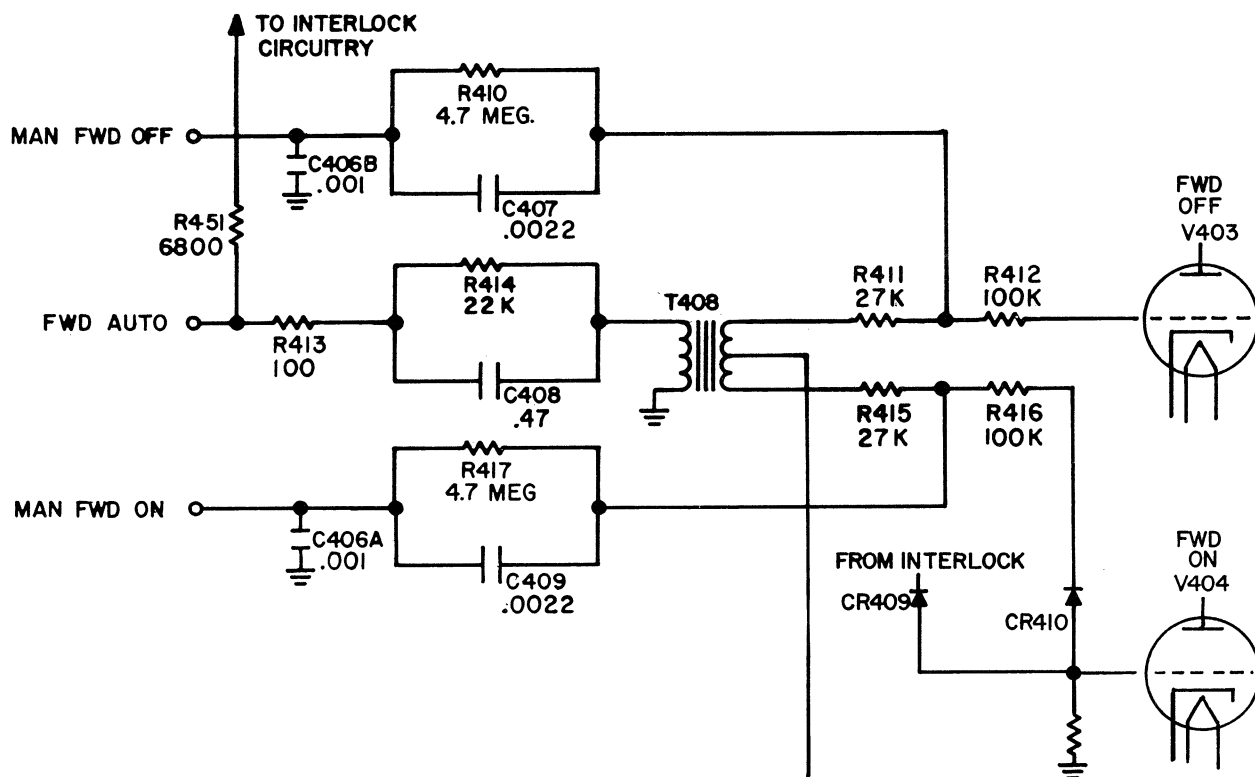 TO INTERLOCK
CIRCUITRY
R410
4.7 MEG.
MAN FWD OFF
C406B
.001
C407
.0022
R451
6800
FWD
OFF
V403
R414
22K
T408
R411
27K
R412
100K
FWD AUTO
R413
100
C408
.47
R415
27K
R416
100K
R417
4.7 MEG
MAN FWD ON
C406A
.001
C409
.0022
FROM INTERLOCK
CR409
CR410
FWD
ON
V404